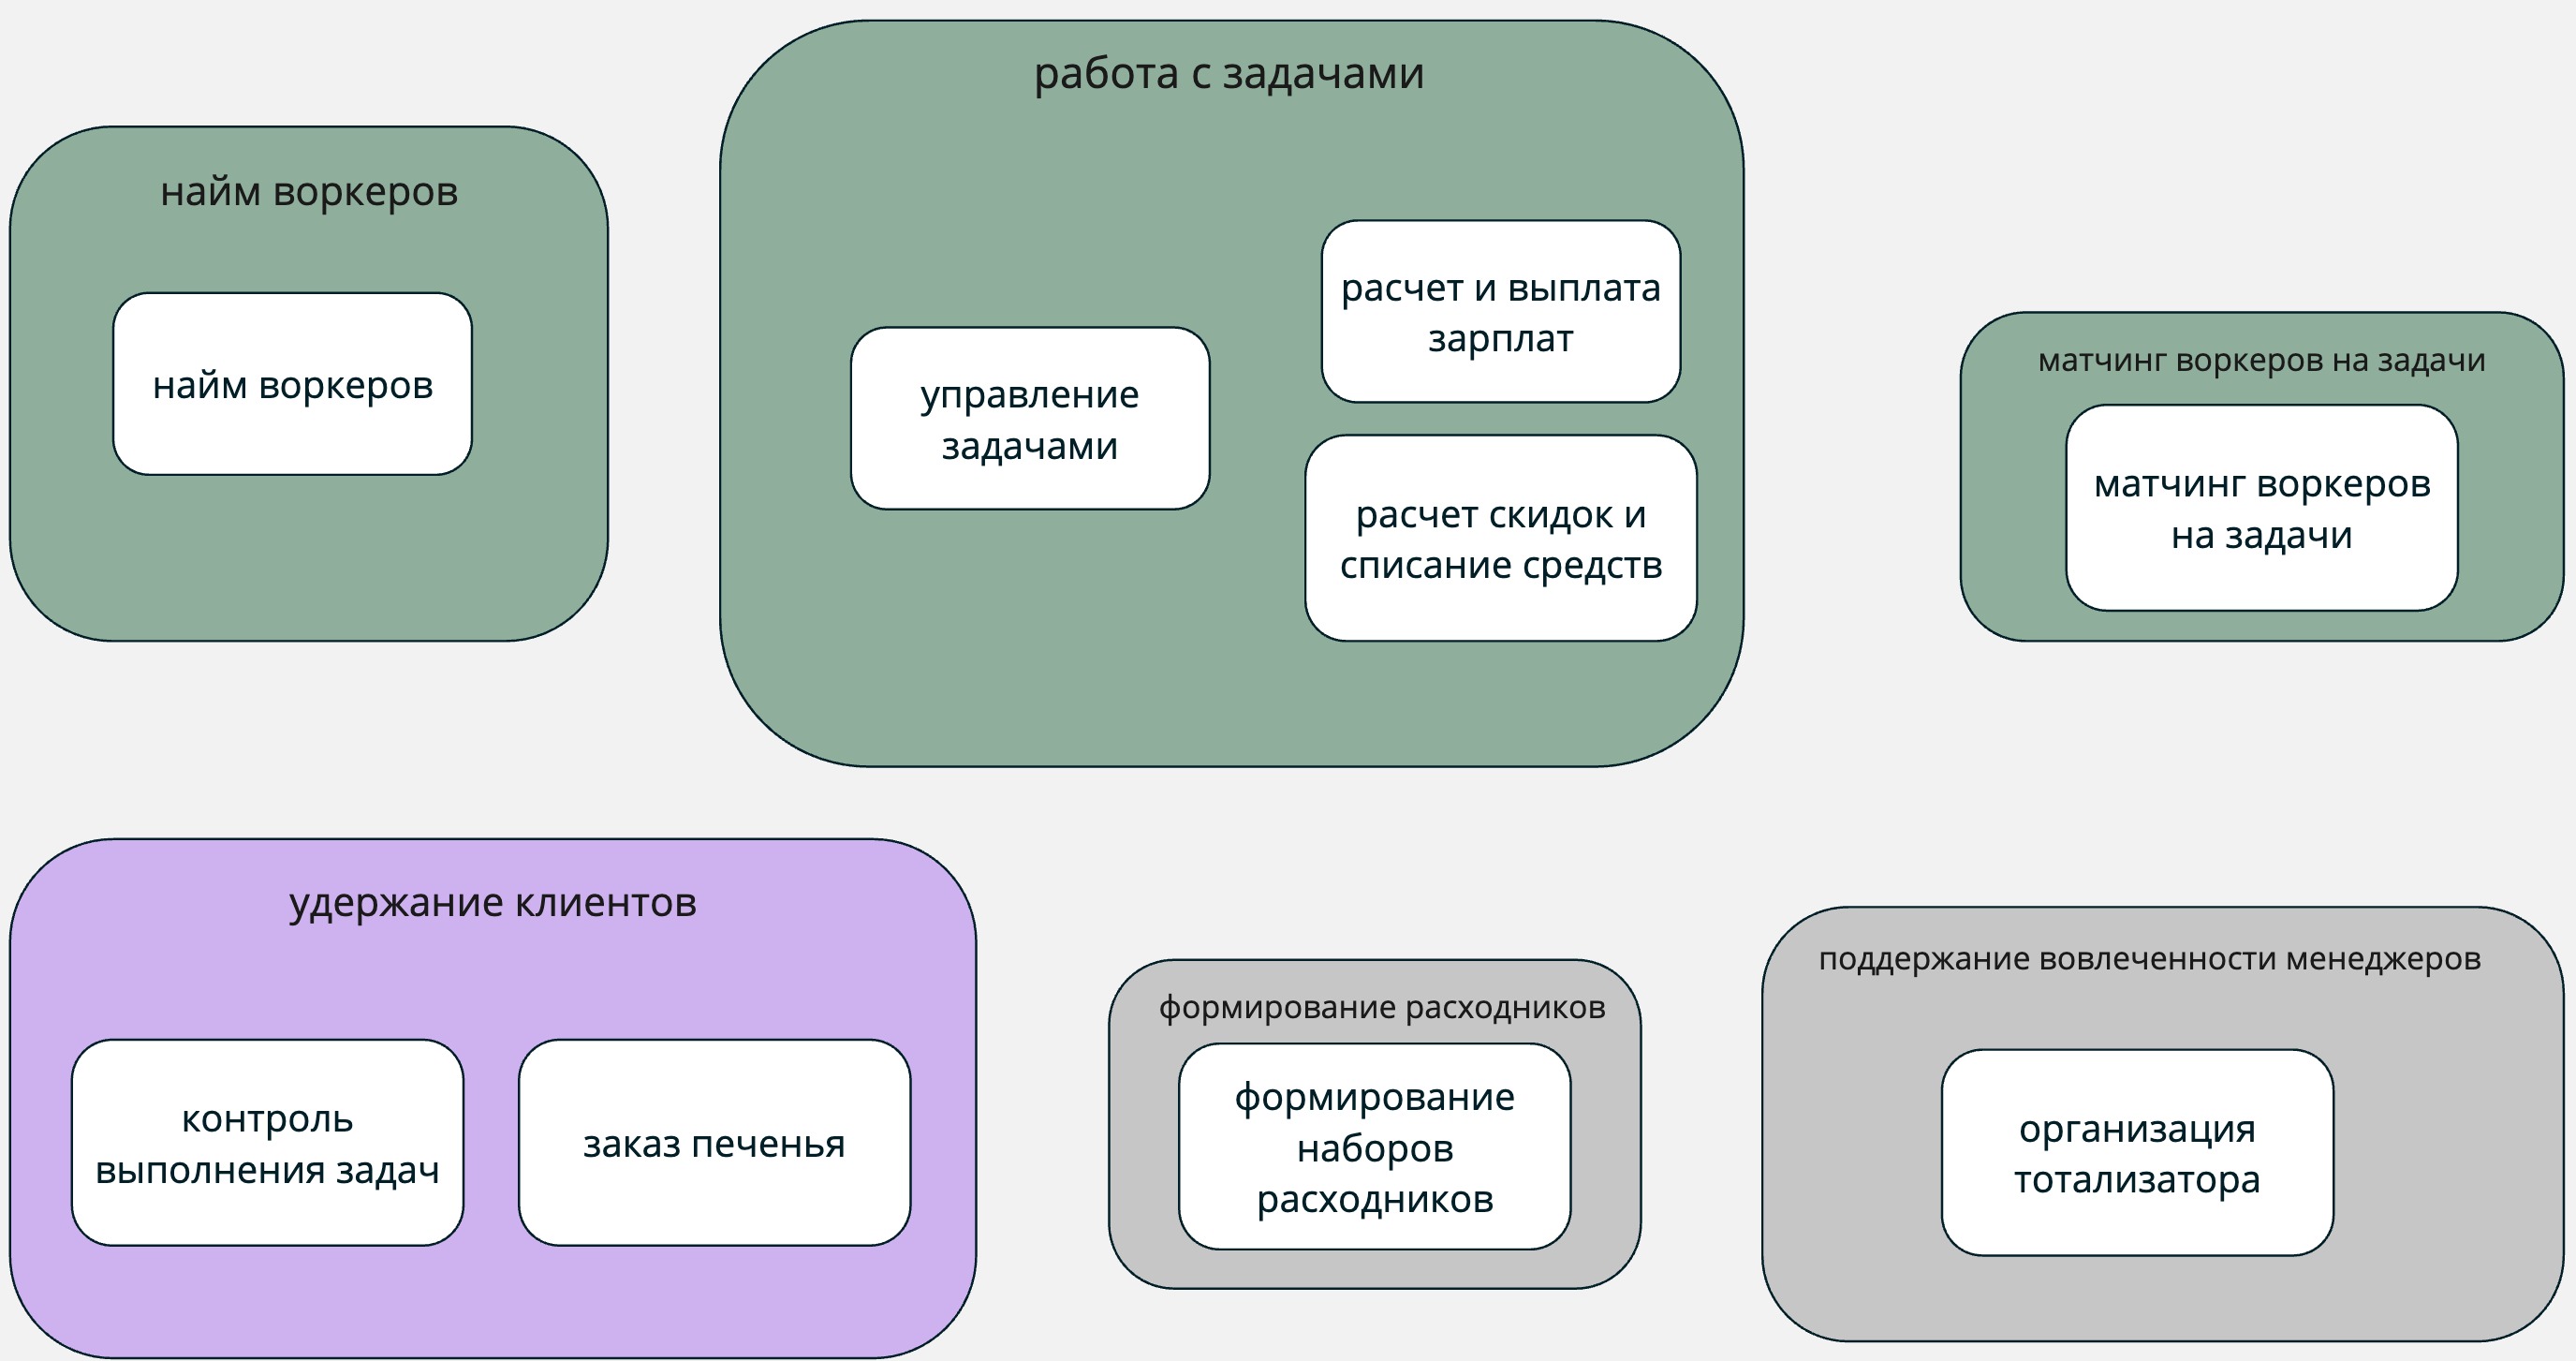 работа с задачами
найм воркеров
найм воркеров
управление
задачами
расчет и выплата
зарплат
расчет скидок и
списание средств
матчинг воркеров на задачи
матчинг воркеров
на задачи
удержание клиентов
контроль
выполнения задач
заказ печенья
формирование расходников
формирование
наборов
расходников
поддержание вовлеченности менеджеров
организация
тотализатора